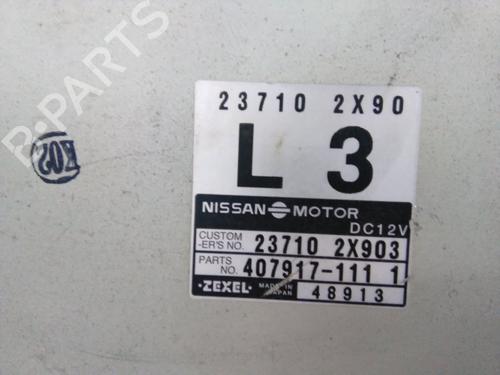 B-PARTS
K02
23710 2X90
L 3
NISSAN MOTOR
DC12V
CUSTOM
-ER'S NO. 23710 2X903
PARTS
NO. 407917-111 1
·ZEXEL· MADE IN JAPAN 48913